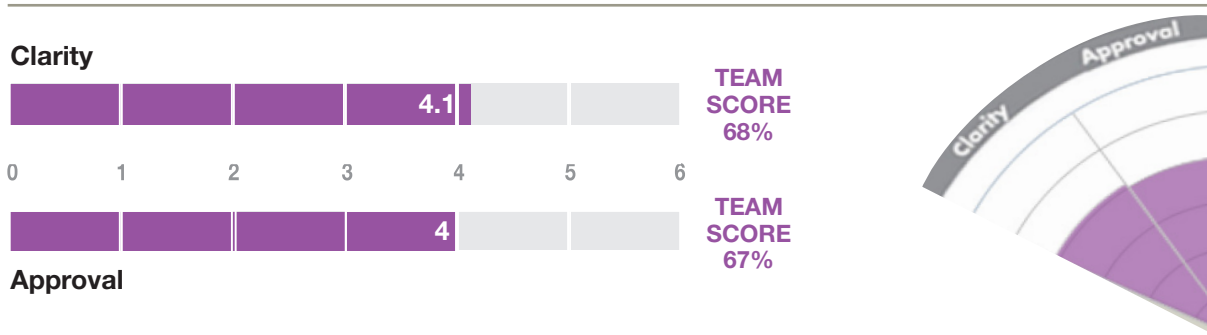 Clarity
4.1
TEAM
SCORE
68%
0 1 2 3 4 5 6
4
TEAM
SCORE
67%
Approval
Clarity
Approval